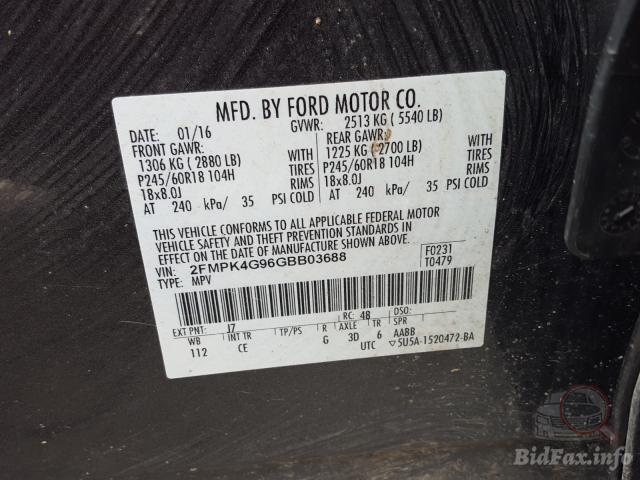 MFD. BY FORD MOTOR CO.
DATE: 01/16 GVWR: 2513 KG ( 5540 LB)
FRONT GAWR: REAR GAWR:
1306 KG ( 2880 LB) WITH 1225 KG ( 2700 LB) WITH
P245/60R18 104H TIRES P245/60R18 104H TIRES
18x8.0J RIMS 18x8.0J RIMS
AT 240 kPa/ 35 PSI COLD AT 240 kPa/ 35 PSI COLD
THIS VEHICLE CONFORMS TO ALL APPLICABLE FEDERAL MOTOR
VEHICLE SAFETY AND THEFT PREVENTION STANDARDS IN
EFFECT ON THE DATE OF MANUFACTURE SHOWN ABOVE.
VIN: 2FMPK4G96GBB03688 F0231
TYPE: MPV T0479
EXT PNT: J7 RC: 48 DSO:
WB INT TR TP/PS R AXLE TR AABB
112 CE G 3D 6 UTC ▽5U5A-1520472-BA
BidFax.info